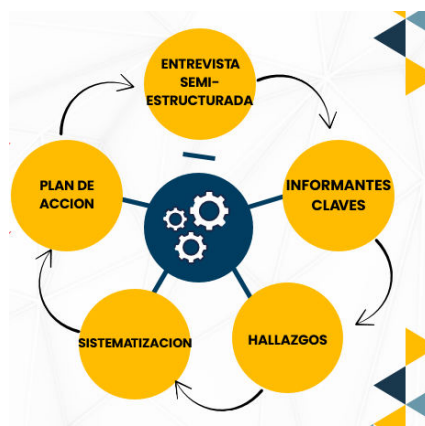 ENTREVISTA
SEMI-
ESTRUCTURADA
INFORMANTES
CLAVES
HALLAZGOS
SISTEMATIZACION
PLAN DE
ACCION